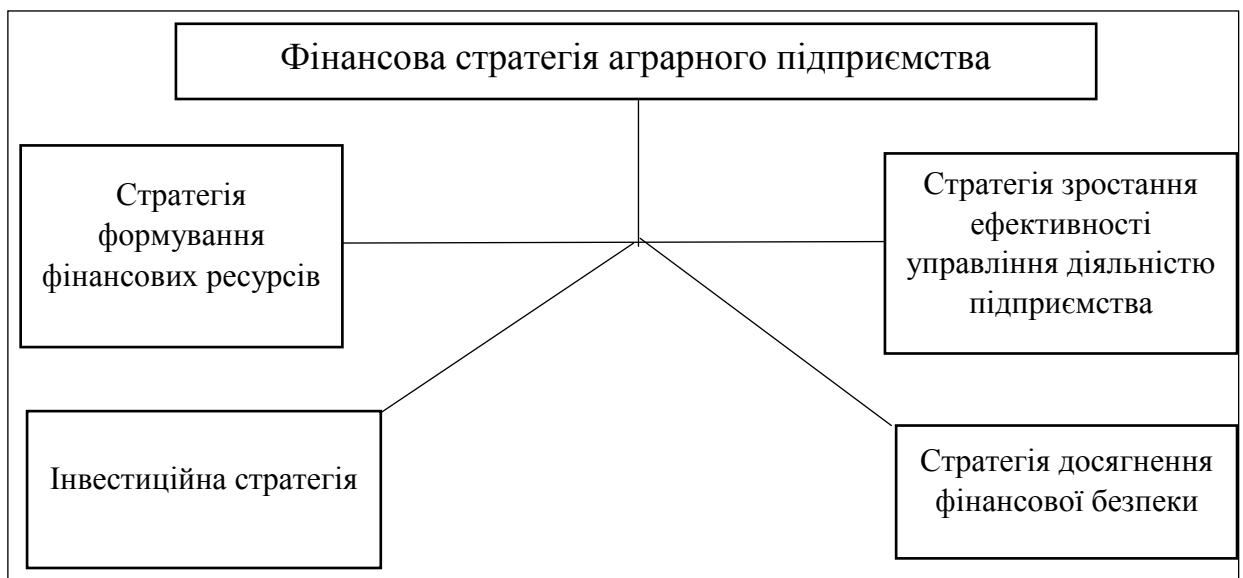 Фінансова стратегія аграрного підприємства
Стратегія
формування
фінансових ресурсів
Стратегія зростання
ефективності
управління діяльністю
підприємства
Інвестиційна стратегія
Стратегія досягнення
фінансової безпеки